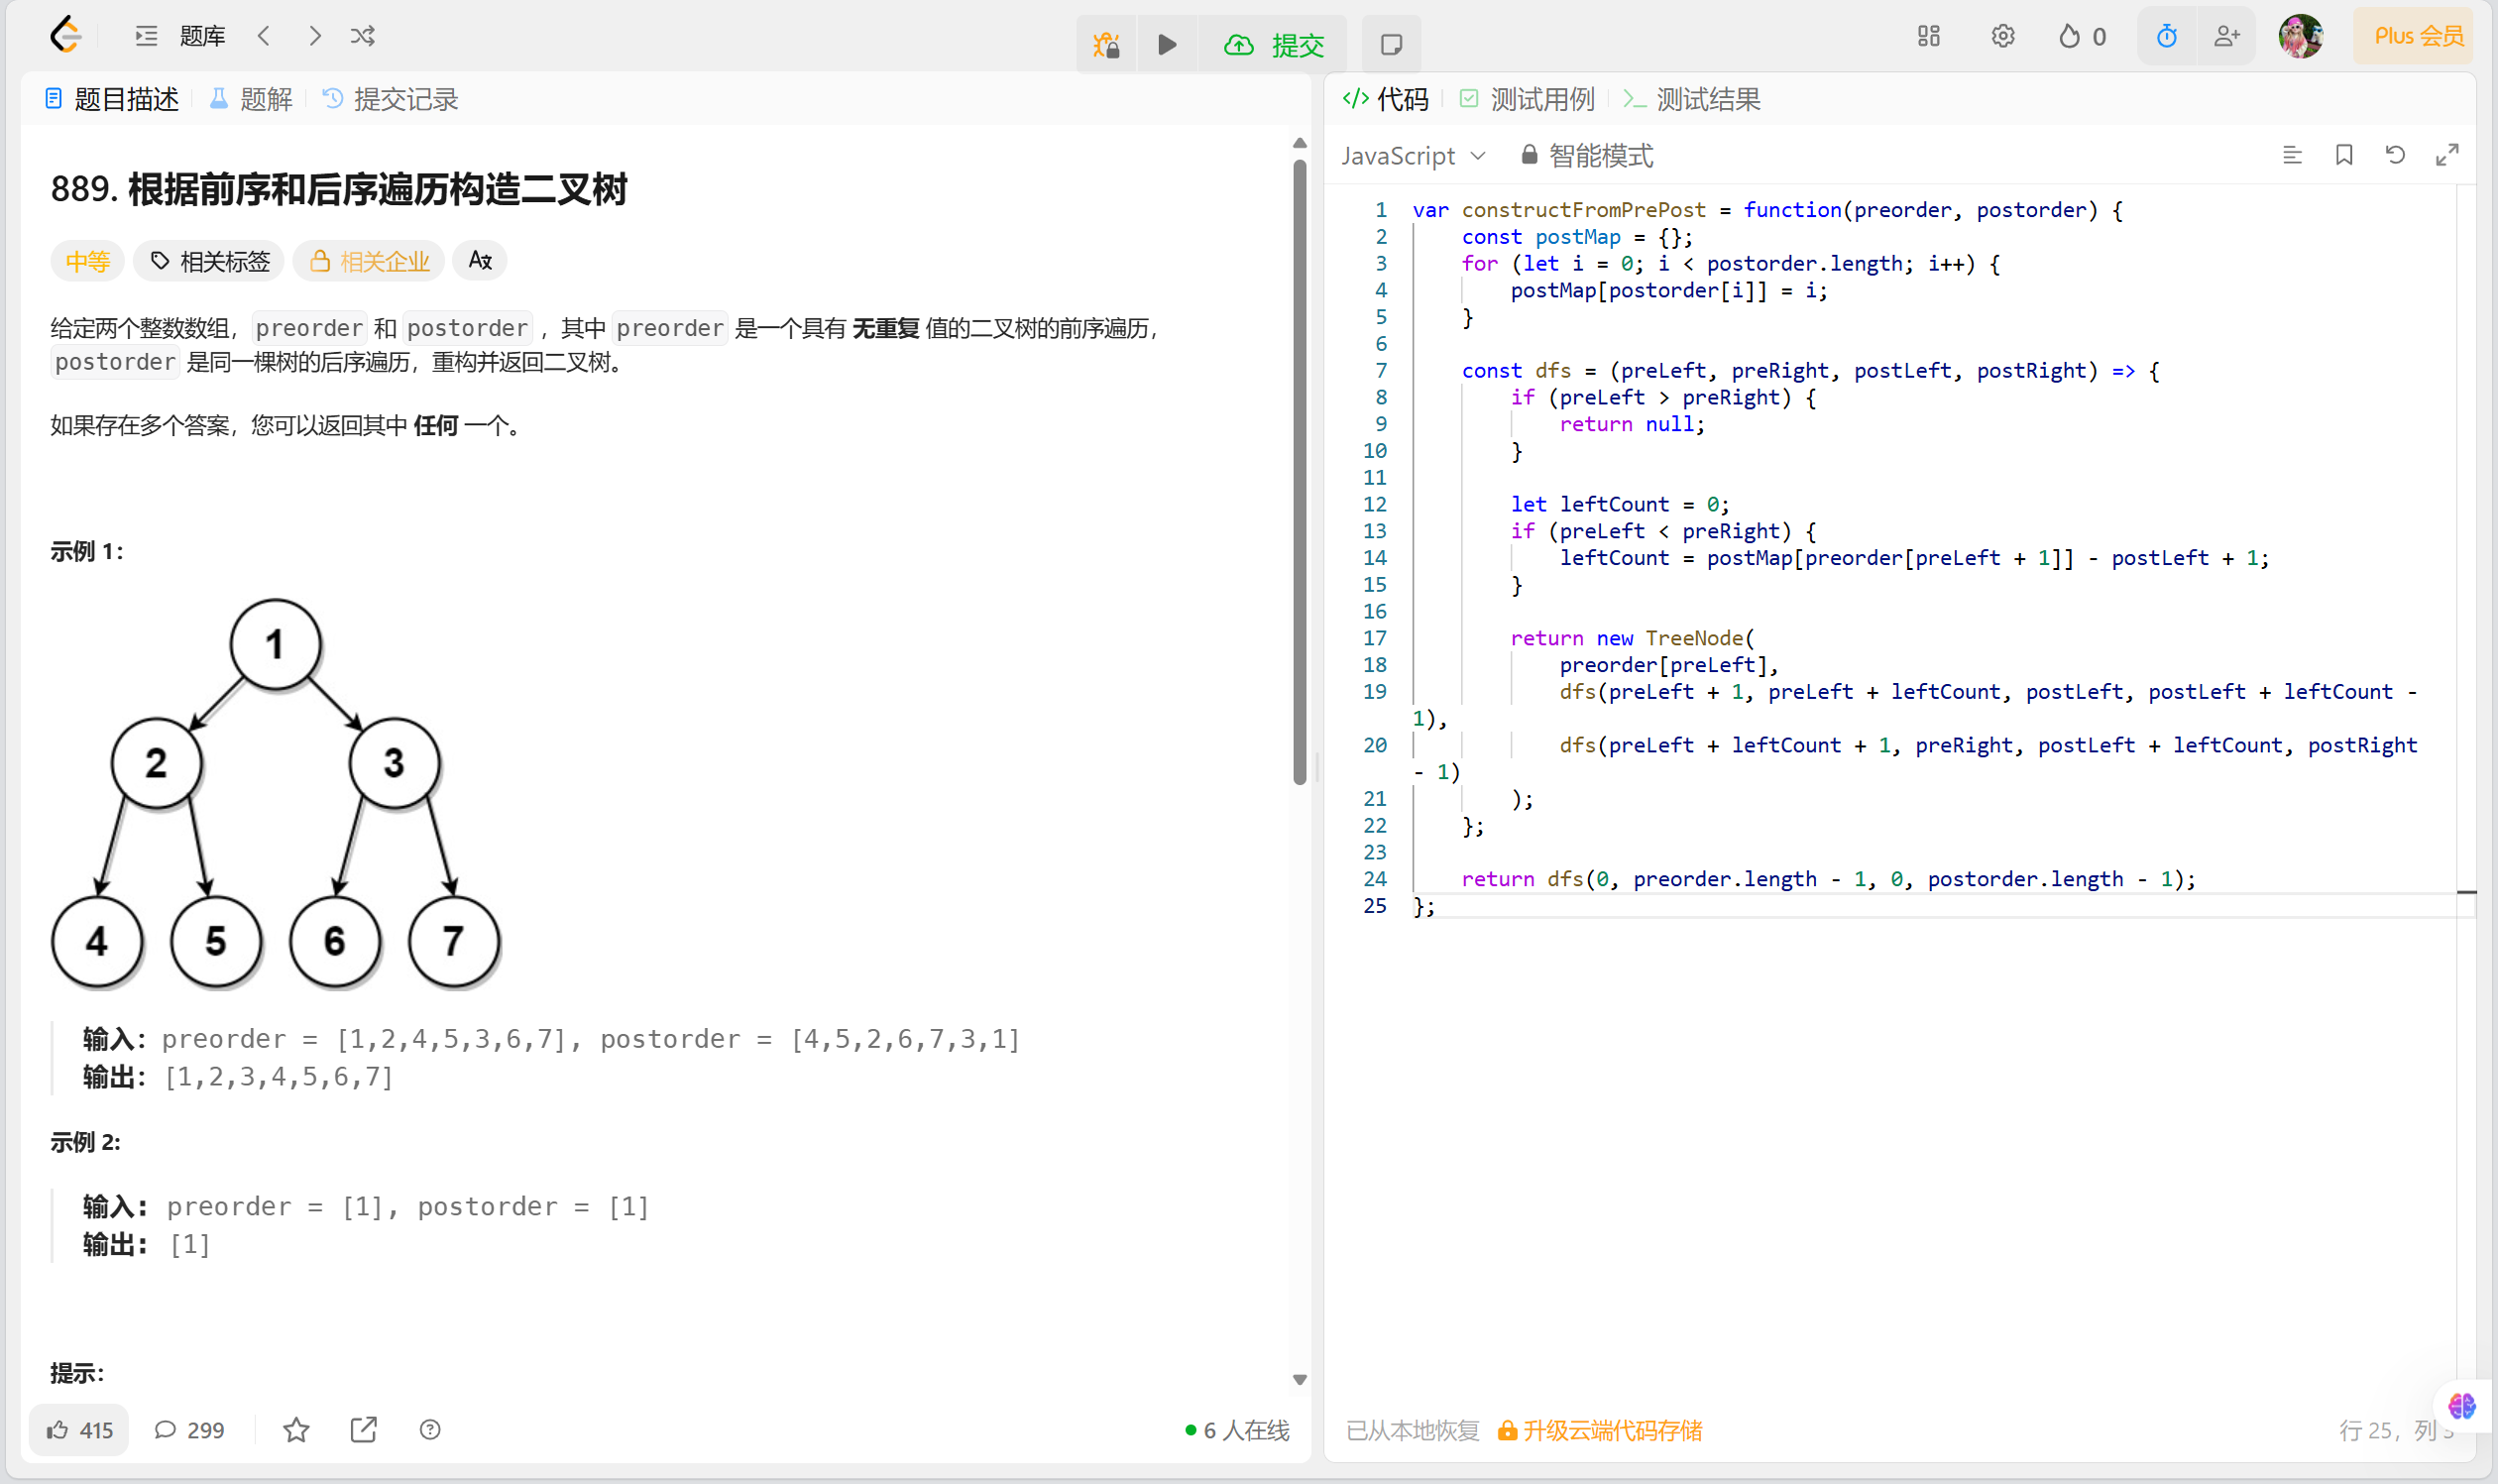 题库
提交
0
Plus 会员
题目描述
题解
提交记录
889. 根据前序和后序遍历构造二叉树
中等
相关标签
相关企业
给定两个整数数组，preorder 和 postorder ，其中 preorder 是一个具有 无重复 值的二叉树的前序遍历，
postorder 是同一棵树的后序遍历，重构并返回二叉树。
如果存在多个答案，您可以返回其中 任何 一个。
示例 1：
1
2 3
4 5 6 7
输入：preorder = [1,2,4,5,3,6,7], postorder = [4,5,2,6,7,3,1]
输出：[1,2,3,4,5,6,7]
示例 2:
输入: preorder = [1], postorder = [1]
输出: [1]
提示：
415
299
6 人在线
代码
测试用例
测试结果
JavaScript
智能模式
1 var constructFromPrePost = function(preorder, postorder) {
2 const postMap = {};
3 for (let i = 0; i < postorder.length; i++) {
4 postMap[postorder[i]] = i;
5 }
6
7 const dfs = (preLeft, preRight, postLeft, postRight) => {
8 if (preLeft > preRight) {
9 return null;
10 }
11
12 let leftCount = 0;
13 if (preLeft < preRight) {
14 leftCount = postMap[preorder[preLeft + 1]] - postLeft + 1;
15 }
16
17 return new TreeNode(
18 preorder[preLeft],
19 dfs(preLeft + 1, preLeft + leftCount, postLeft, postLeft + leftCount -
1),
20 dfs(preLeft + leftCount + 1, preRight, postLeft + leftCount, postRight
- 1)
21 );
22 };
23
24 return dfs(0, preorder.length - 1, 0, postorder.length - 1);
25 };
已从本地恢复
升级云端代码存储
行 25，列